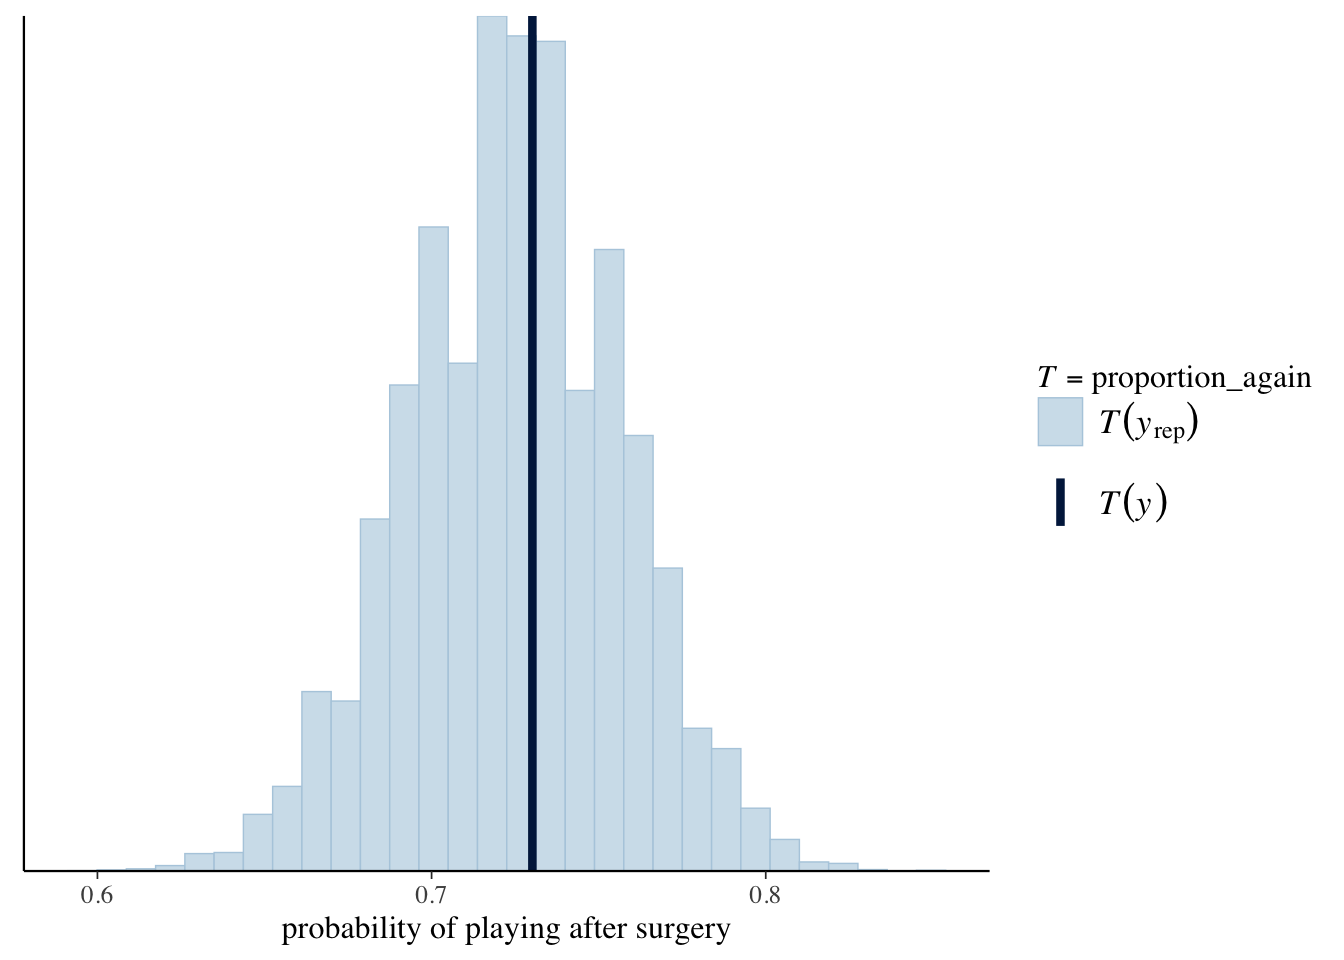 0.6 0.7 0.8
probability of playing after surgery
T = proportion_again
T(yrep)
T(y)